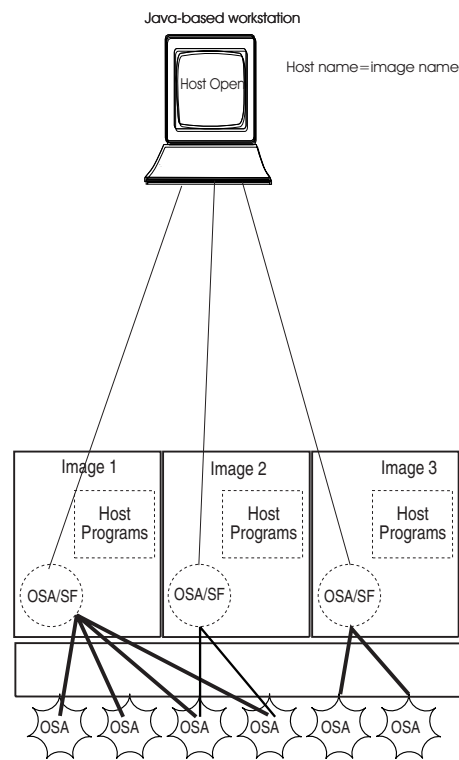 Java-based workstation
Host Open
Host name=image name
Image 1
Image 2
Image 3
Host
Programs
Host
Programs
Host
Programs
OSA/SF
OSA/SF
OSA/SF
OSA
OSA
OSA
OSA
OSA
OSA